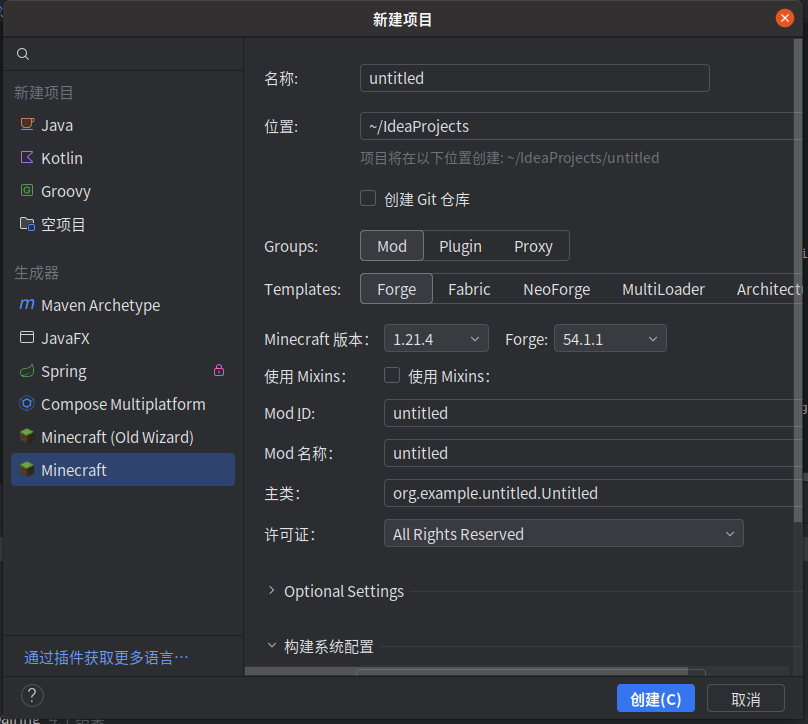 新建项目
新建项目
Java
Kotlin
Groovy
空项目
生成器
Maven Archetype
JavaFX
Spring
Compose Multiplatform
Minecraft (Old Wizard)
Minecraft
通过插件获取更多语言…
名称: untitled
位置: ~/IdeaProjects
项目将在以下位置创建: ~/IdeaProjects/untitled
创建 Git 仓库
Groups: Mod Plugin Proxy
Templates: Forge Fabric NeoForge MultiLoader Architect
Minecraft 版本: 1.21.4 Forge: 54.1.1
使用 Mixins: 使用 Mixins:
Mod ID: untitled
Mod 名称: untitled
主类: org.example.untitled.Untitled
许可证: All Rights Reserved
Optional Settings
构建系统配置
? 创建(C) 取消